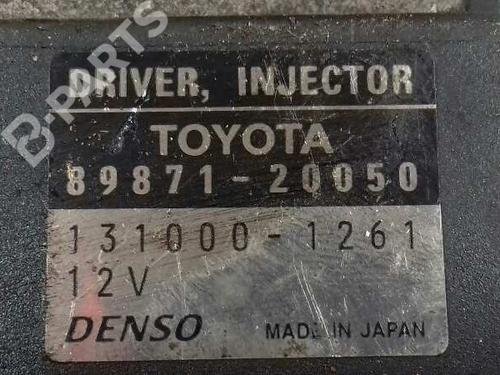 B-PARTS
DRIVER, INJECTOR
TOYOTA
89871-20050
131000-1261
12V
DENSO MADE IN JAPAN